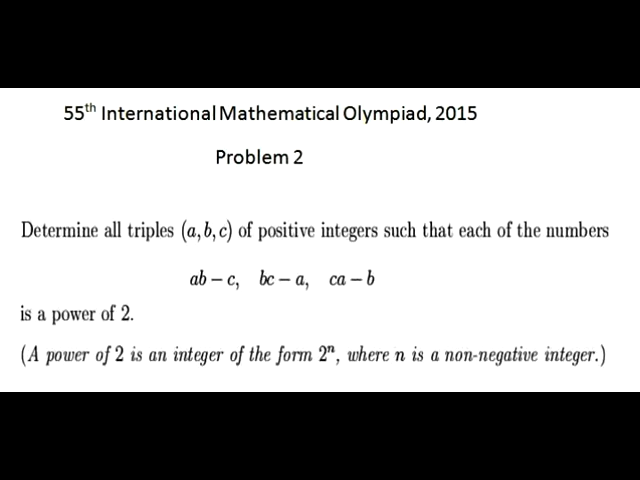 55th International Mathematical Olympiad, 2015
Problem 2
Determine all triples (a, b, c) of positive integers such that each of the numbers
ab − c, bc − a, ca − b
is a power of 2.
(A power of 2 is an integer of the form 2ⁿ, where n is a non-negative integer.)